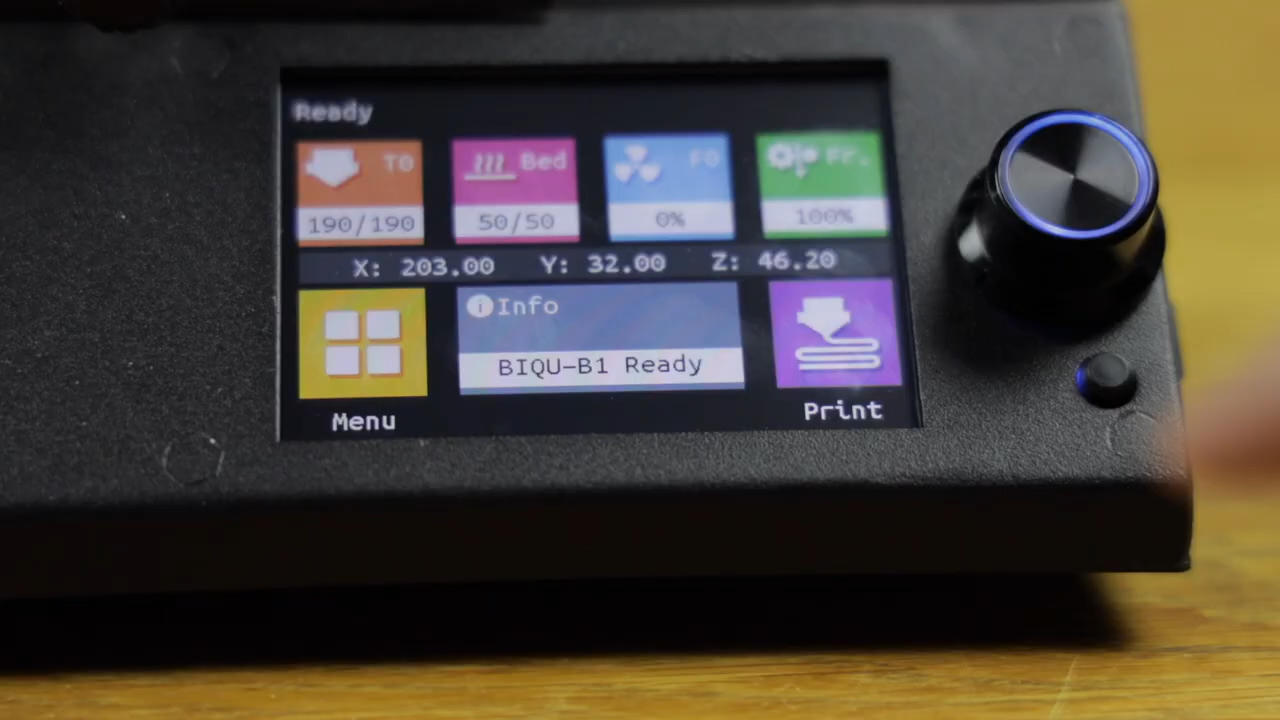 Ready
T0 Bed F0 Fr.
190/190 50/50 0% 100%
X: 203.00 Y: 32.00 Z: 46.20
i Info
BIQU-B1 Ready
Menu Print